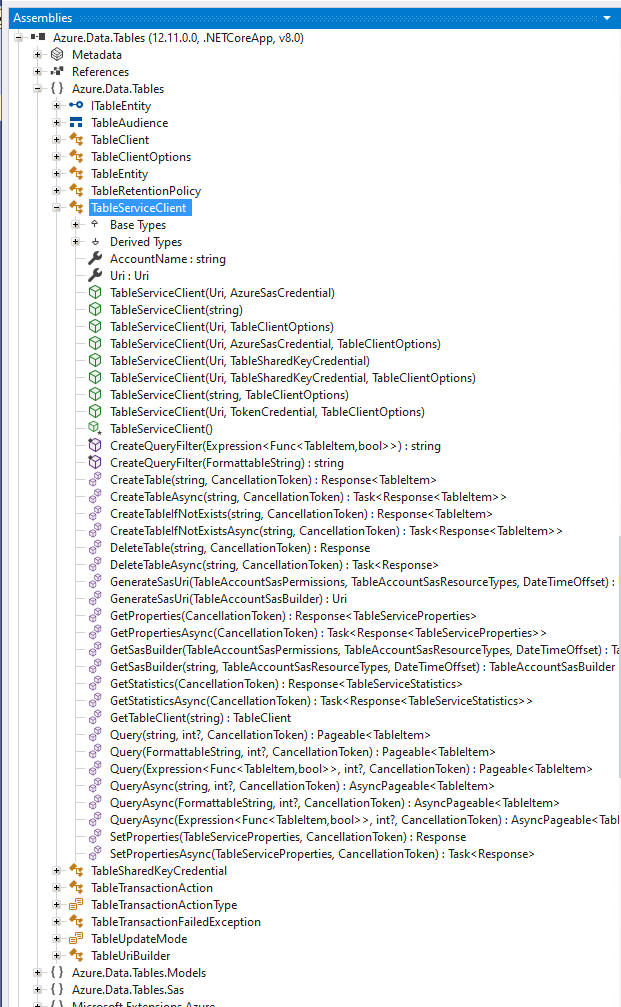 Assemblies
Azure.Data.Tables (12.11.0.0, .NETCoreApp, v8.0)
Metadata
References
Azure.Data.Tables
ITableEntity
TableAudience
TableClient
TableClientOptions
TableEntity
TableRetentionPolicy
TableServiceClient
Base Types
Derived Types
AccountName : string
Uri : Uri
TableServiceClient(Uri, AzureSasCredential)
TableServiceClient(string)
TableServiceClient(Uri, TableClientOptions)
TableServiceClient(Uri, AzureSasCredential, TableClientOptions)
TableServiceClient(Uri, TableSharedKeyCredential)
TableServiceClient(Uri, TableSharedKeyCredential, TableClientOptions)
TableServiceClient(string, TableClientOptions)
TableServiceClient(Uri, TokenCredential, TableClientOptions)
TableServiceClient()
CreateQueryFilter(Expression<Func<TableItem,bool>>) : string
CreateQueryFilter(FormattableString) : string
CreateTable(string, CancellationToken) : Response<TableItem>
CreateTableAsync(string, CancellationToken) : Task<Response<TableItem>>
CreateTableIfNotExists(string, CancellationToken) : Response<TableItem>
CreateTableIfNotExistsAsync(string, CancellationToken) : Task<Response<TableItem>>
DeleteTable(string, CancellationToken) : Response
DeleteTableAsync(string, CancellationToken) : Task<Response>
GenerateSasUri(TableAccountSasPermissions, TableAccountSasResourceTypes, DateTimeOffset) :
GenerateSasUri(TableAccountSasBuilder) : Uri
GetProperties(CancellationToken) : Response<TableServiceProperties>
GetPropertiesAsync(CancellationToken) : Task<Response<TableServiceProperties>>
GetSasBuilder(TableAccountSasPermissions, TableAccountSasResourceTypes, DateTimeOffset) : Ta
GetSasBuilder(string, TableAccountSasResourceTypes, DateTimeOffset) : TableAccountSasBuilder
GetStatistics(CancellationToken) : Response<TableServiceStatistics>
GetStatisticsAsync(CancellationToken) : Task<Response<TableServiceStatistics>>
GetTableClient(string) : TableClient
Query(string, int?, CancellationToken) : Pageable<TableItem>
Query(FormattableString, int?, CancellationToken) : Pageable<TableItem>
Query(Expression<Func<TableItem,bool>>, int?, CancellationToken) : Pageable<TableItem>
QueryAsync(string, int?, CancellationToken) : AsyncPageable<TableItem>
QueryAsync(FormattableString, int?, CancellationToken) : AsyncPageable<TableItem>
QueryAsync(Expression<Func<TableItem,bool>>, int?, CancellationToken) : AsyncPageable<Tabl
SetProperties(TableServiceProperties, CancellationToken) : Response
SetPropertiesAsync(TableServiceProperties, CancellationToken) : Task<Response>
TableSharedKeyCredential
TableTransactionAction
TableTransactionActionType
TableTransactionFailedException
TableUpdateMode
TableUriBuilder
Azure.Data.Tables.Models
Azure.Data.Tables.Sas
Microsoft.Extensions.Azure